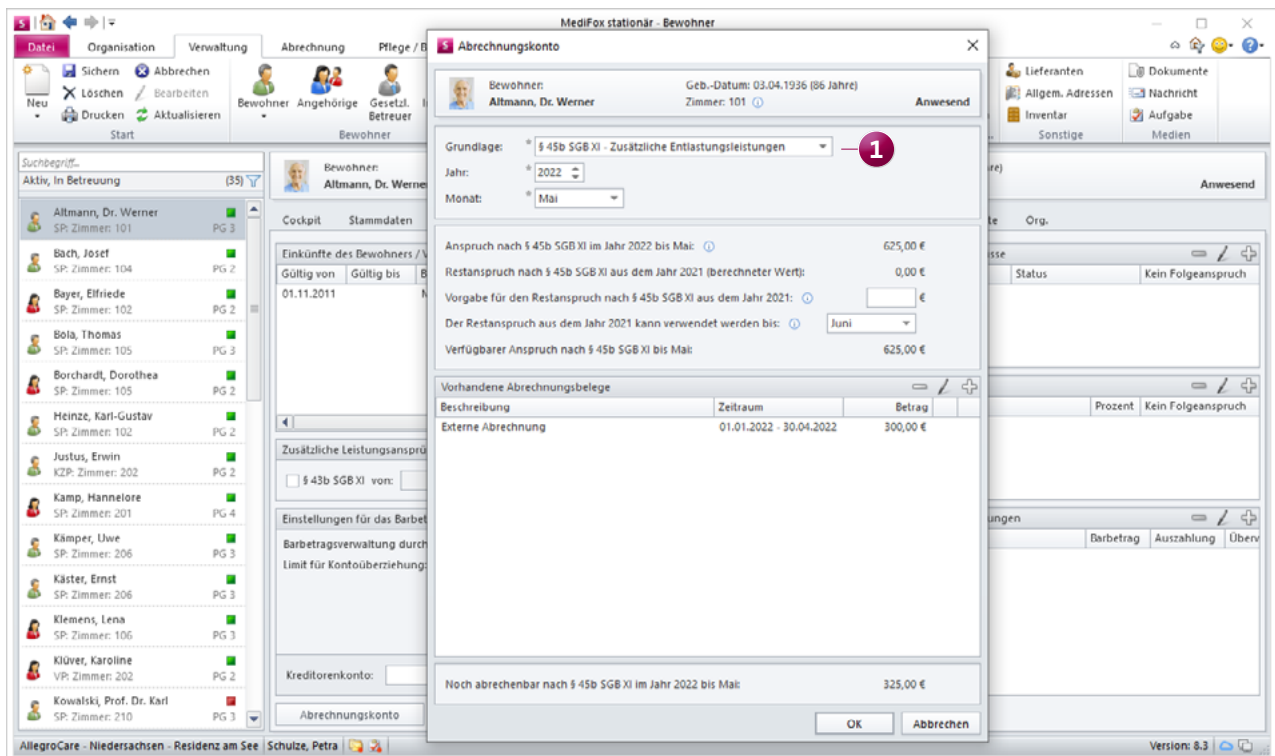 MediFox stationär - Bewohner
Datei Organisation Verwaltung Abrechnung Pflege / B
Neu
Sichern Abbrechen
Löschen Bearbeiten
Drucken Aktualisieren
Start
Bewohner Angehörige Gesetzl. Betreuer
Bewohner
Lieferanten
Allgem. Adressen
Inventar
Sonstige
Dokumente
Nachricht
Aufgabe
Medien
Suchbegriff...
Aktiv, In Betreuung (35)
Altmann, Dr. Werner
SP: Zimmer: 101 PG 3
Bach, Josef
SP: Zimmer: 104 PG 2
Bayer, Elfriede
SP: Zimmer: 102 PG 2
Bola, Thomas
SP: Zimmer: 105 PG 3
Borchardt, Dorothea
SP: Zimmer: 105 PG 2
Heinze, Karl-Gustav
SP: Zimmer: 102 PG 2
Justus, Erwin
KZP: Zimmer: 202 PG 2
Kamp, Hannelore
SP: Zimmer: 201 PG 4
Kämper, Uwe
SP: Zimmer: 206 PG 3
Käster, Ernst
SP: Zimmer: 206 PG 3
Klemens, Lena
SP: Zimmer: 106 PG 3
Klüver, Karoline
VP: Zimmer: 202 PG 2
Kowalski, Prof. Dr. Karl
SP: Zimmer: 210 PG 3
Bewohner:
Altmann, Dr. Werne
Cockpit Stammdaten
Einkünfte des Bewohners / V
Gültig von Gültig bis B
01.11.2011
Zusätzliche Leistungsansprü
§ 43b SGB XI von:
Einstellungen für das Barbet
Barbetragsverwaltung durch
Limit für Kontoüberziehung:
Kreditorenkonto:
Abrechnungskonto
Abrechnungskonto
Bewohner:
Altmann, Dr. Werner
Geb.-Datum: 03.04.1936 (86 Jahre)
Zimmer: 101
Anwesend
Grundlage: * § 45b SGB XI - Zusätzliche Entlastungsleistungen
1
Jahr: * 2022
Monat: * Mai
Anspruch nach § 45b SGB XI im Jahr 2022 bis Mai: 625,00 €
Restanspruch nach § 45b SGB XI aus dem Jahr 2021 (berechneter Wert): 0,00 €
Vorgabe für den Restanspruch nach § 45b SGB XI aus dem Jahr 2021: €
Der Restanspruch aus dem Jahr 2021 kann verwendet werden bis: Juni
Verfügbarer Anspruch nach § 45b SGB XI bis Mai: 625,00 €
Vorhandene Abrechnungsbelege
Beschreibung Zeitraum Betrag
Externe Abrechnung 01.01.2022 - 30.04.2022 300,00 €
Noch abrechenbar nach § 45b SGB XI im Jahr 2022 bis Mai: 325,00 €
OK Abbrechen
re)
Anwesend
te Org.
sse
Status Kein Folgeanspruch
Prozent Kein Folgeanspruch
ungen
Barbetrag Auszahlung Überw
AllegroCare - Niedersachsen - Residenz am See Schulze, Petra
Version: 8.3